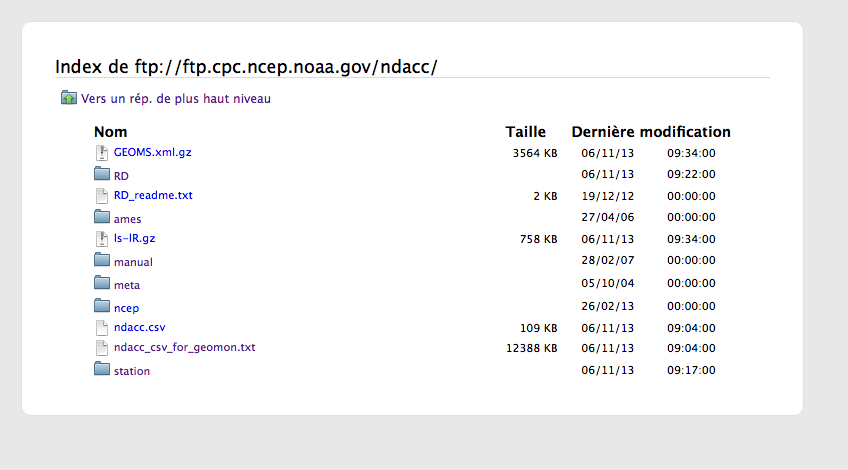 Index de ftp://ftp.cpc.ncep.noaa.gov/ndacc/
Vers un rép. de plus haut niveau
Nom Taille Dernière modification
GEOMS.xml.gz 3564 KB 06/11/13 09:34:00
RD 06/11/13 09:22:00
RD_readme.txt 2 KB 19/12/12 00:00:00
ames 27/04/06 00:00:00
ls-lR.gz 758 KB 06/11/13 09:34:00
manual 28/02/07 00:00:00
meta 05/10/04 00:00:00
ncep 26/02/13 00:00:00
ndacc.csv 109 KB 06/11/13 09:04:00
ndacc_csv_for_geomon.txt 12388 KB 06/11/13 09:04:00
station 06/11/13 09:17:00